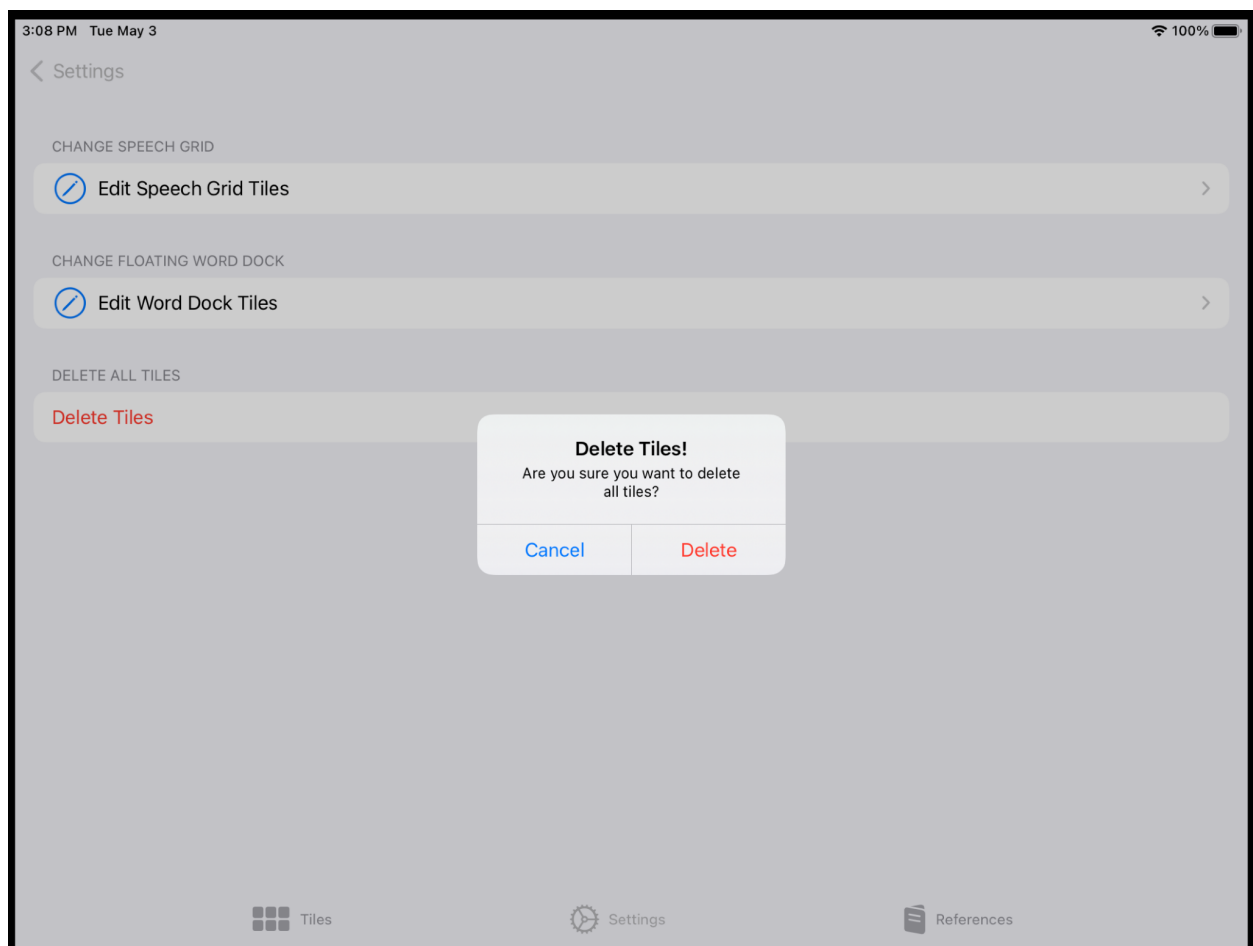 3:08 PM Tue May 3 100%
Settings
CHANGE SPEECH GRID
Edit Speech Grid Tiles
CHANGE FLOATING WORD DOCK
Edit Word Dock Tiles
DELETE ALL TILES
Delete Tiles
Delete Tiles!
Are you sure you want to delete
all tiles?
Cancel Delete
Tiles Settings References